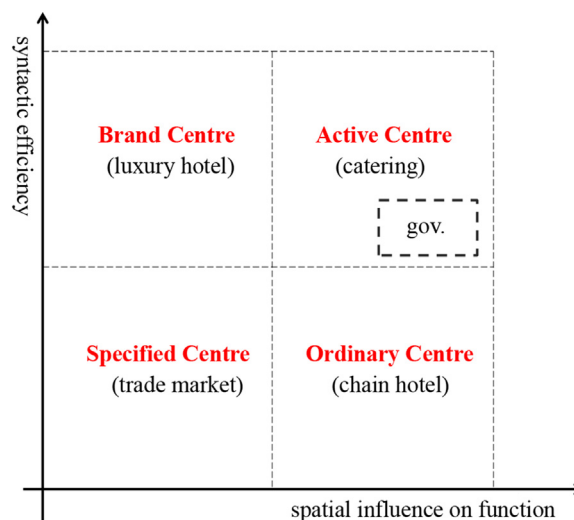 syntactic efficiency
Brand Centre
(luxury hotel)
Active Centre
(catering)
gov.
Specified Centre
(trade market)
Ordinary Centre
(chain hotel)
spatial influence on function